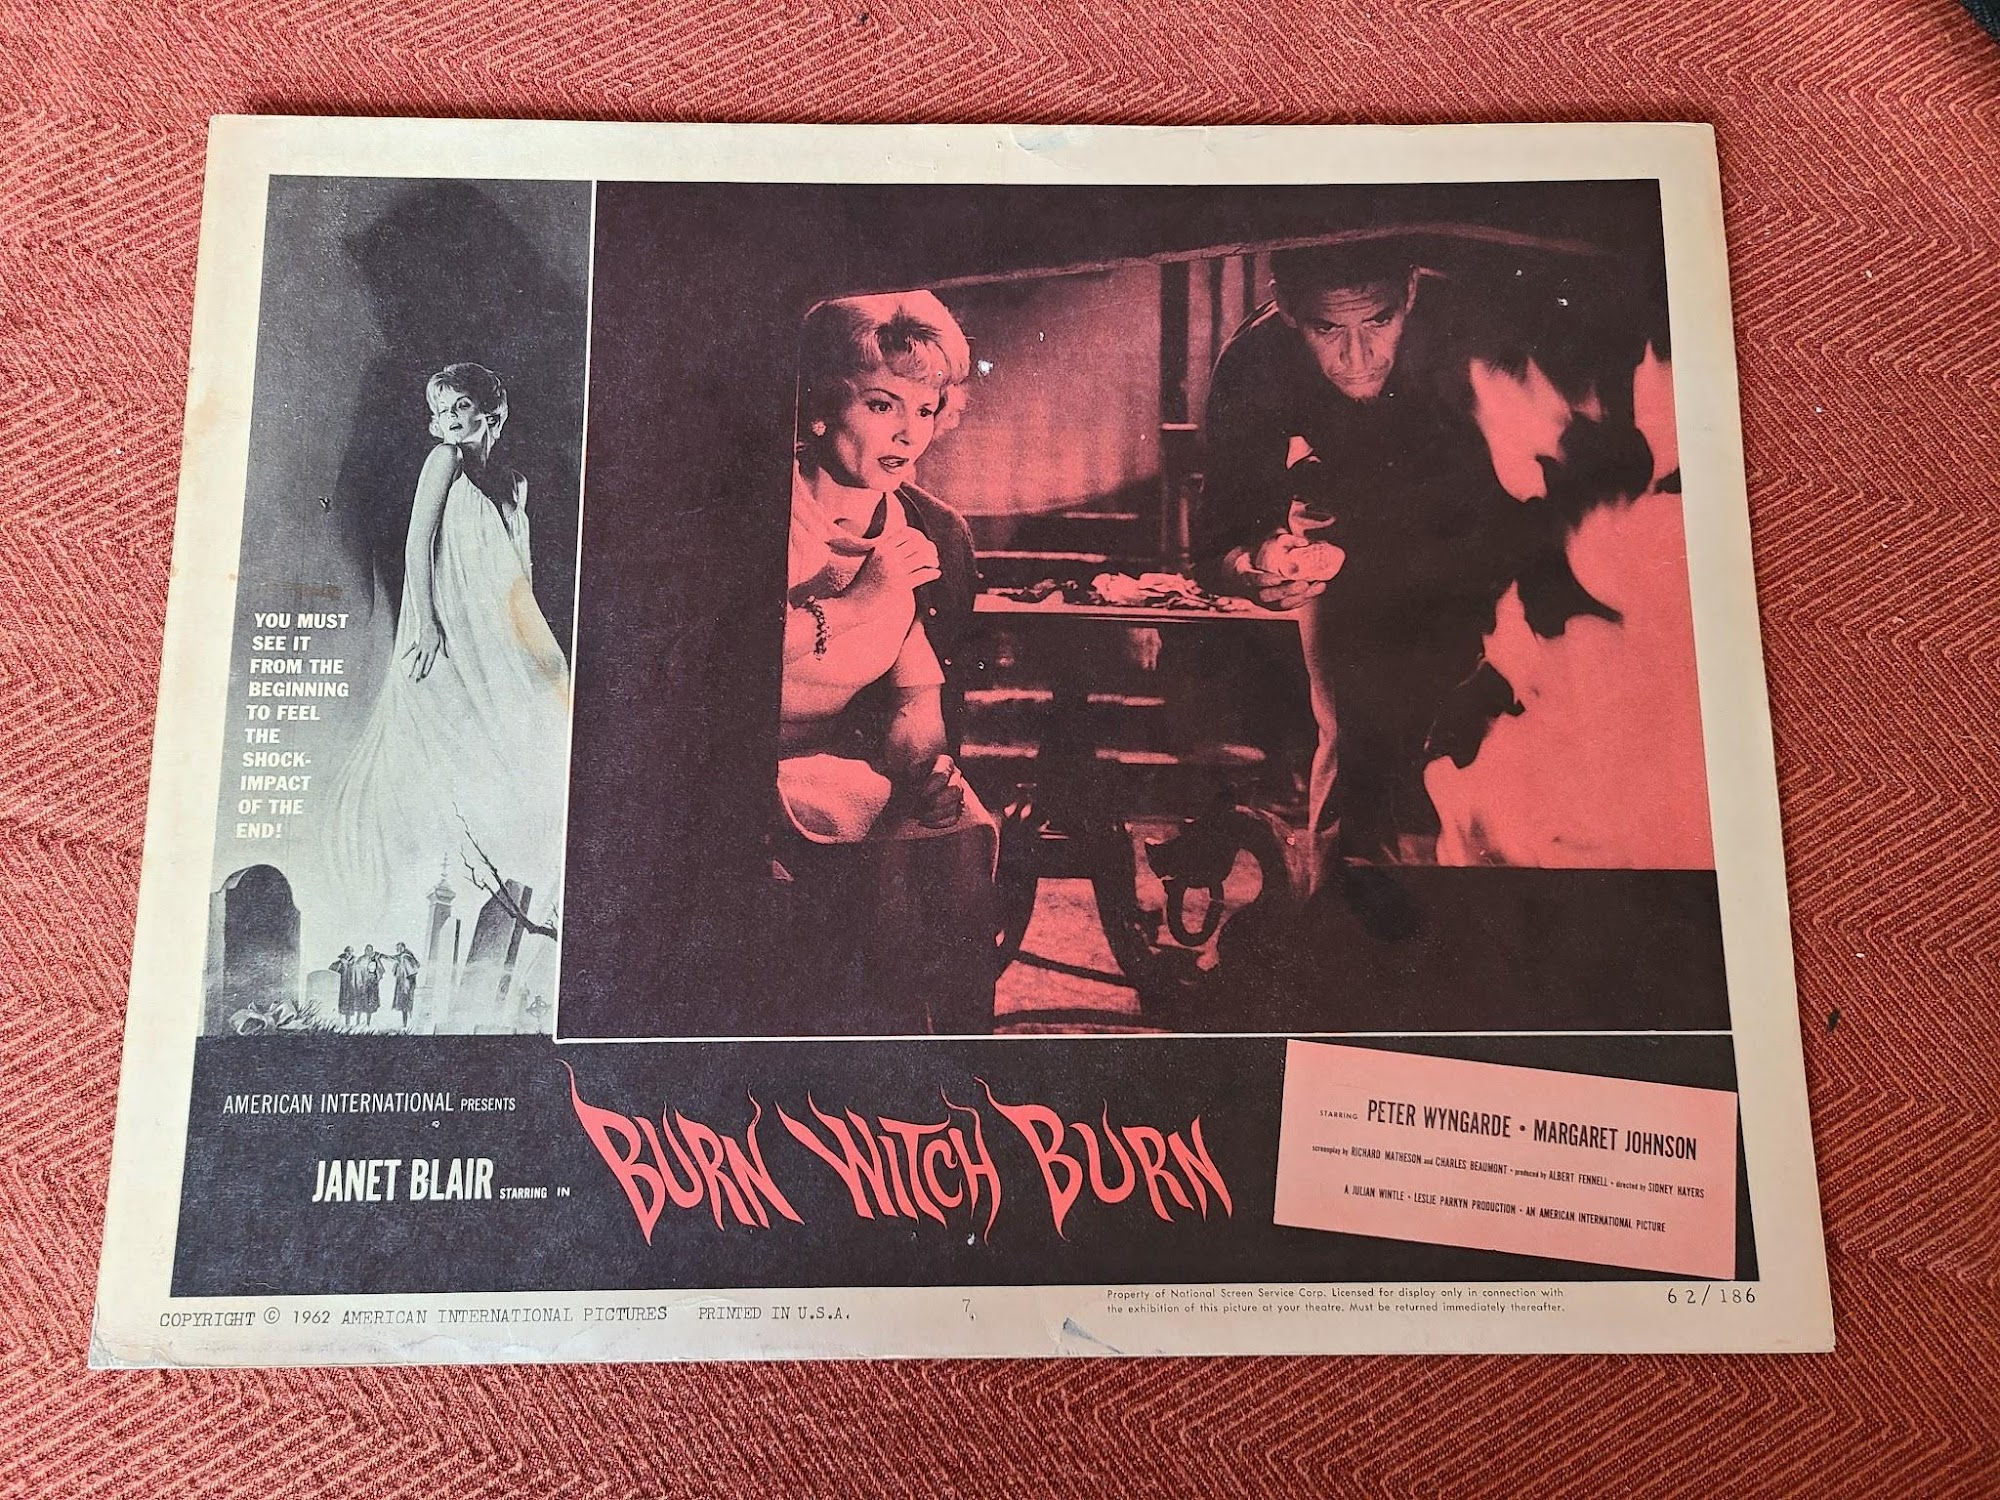 YOU MUST
SEE IT
FROM THE
BEGINNING
TO FEEL
THE
SHOCK-
IMPACT
OF THE
END!
AMERICAN INTERNATIONAL PRESENTS
JANET BLAIR STARRING IN
BURN WITCH BURN
STARRING PETER WYNGARDE • MARGARET JOHNSON
screenplay by RICHARD MATHESON and CHARLES BEAUMONT • produced by ALBERT FENNELL • directed by SIDNEY HAYERS
A JULIAN WINTLE • LESLIE PARKYN PRODUCTION • AN AMERICAN INTERNATIONAL PICTURE
COPYRIGHT © 1962 AMERICAN INTERNATIONAL PICTURES PRINTED IN U.S.A.
7
Property of National Screen Service Corp. Licensed for display only in connection with
the exhibition of this picture at your theatre. Must be returned immediately thereafter.
62/186